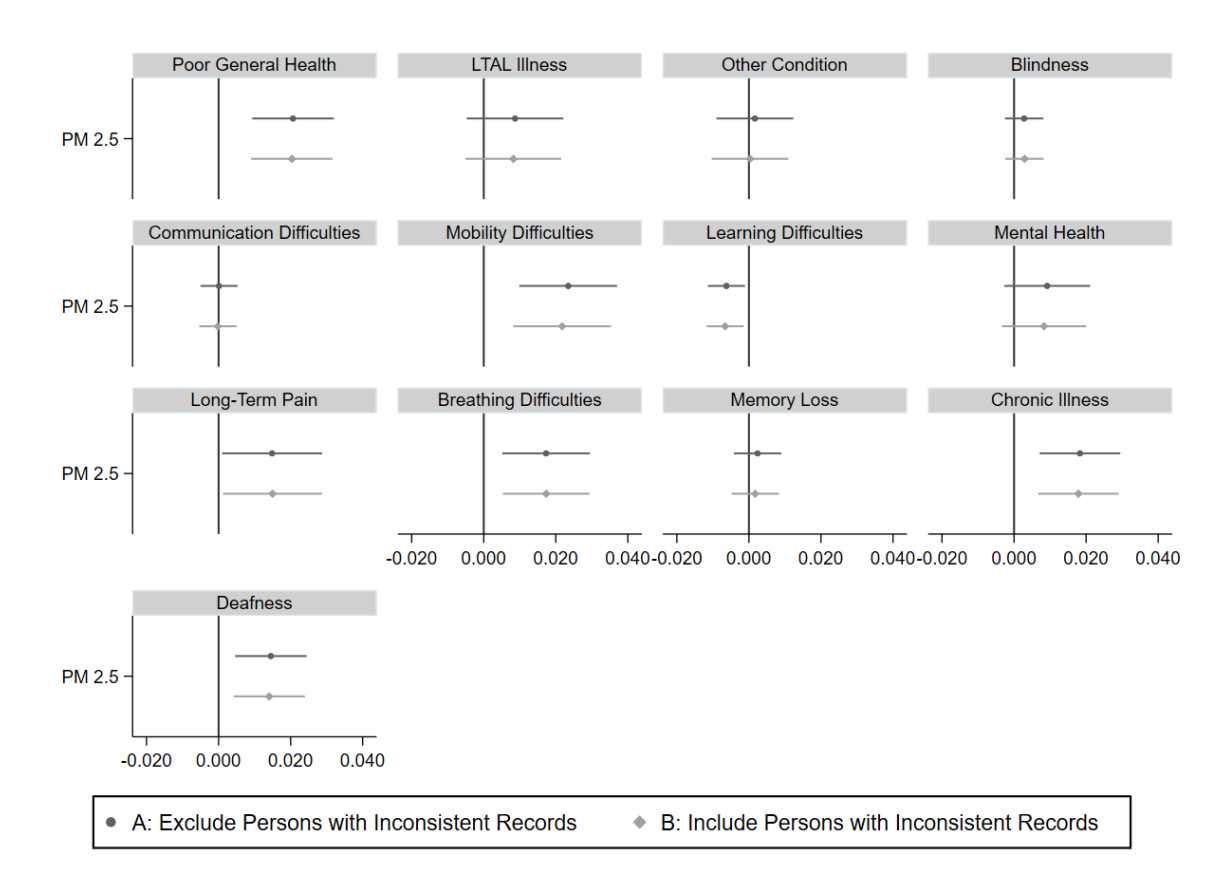 Poor General Health LTAL Illness Other Condition Blindness
PM 2.5
Communication Difficulties Mobility Difficulties Learning Difficulties Mental Health
PM 2.5
Long-Term Pain Breathing Difficulties Memory Loss Chronic Illness
PM 2.5
-0.020 0.000 0.020 0.040 -0.020 0.000 0.020 0.040 -0.020 0.000 0.020 0.040
Deafness
PM 2.5
-0.020 0.000 0.020 0.040
A: Exclude Persons with Inconsistent Records B: Include Persons with Inconsistent Records